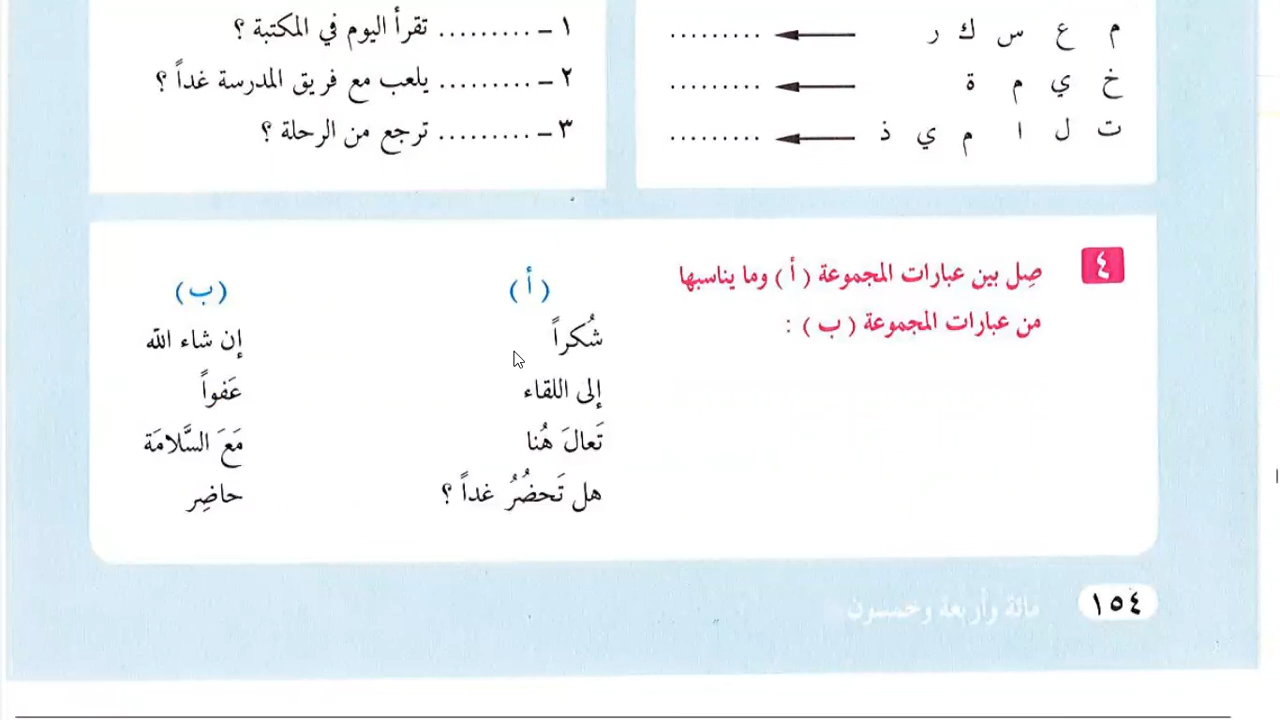 م ع س ك ر ← .........
خ ي م ة ← .........
ت ل ا م ي ذ ← .........
١ ـ ......... تقرأ اليوم في المكتبة ؟
٢ ـ ......... يلعب مع فريق المدرسة غداً ؟
٣ ـ ......... ترجع من الرحلة ؟
٤ صِل بين عبارات المجموعة ( أ ) وما يناسبها
من عبارات المجموعة ( ب ) :
( أ ) ( ب )
شُكراً إن شاء الله
إلى اللقاء عَفواً
تَعالَ هُنا مَعَ السَّلامَة
هل تَحضُرُ غداً ؟ حاضِر
١٥٤ مائة وأربعة وخمسون